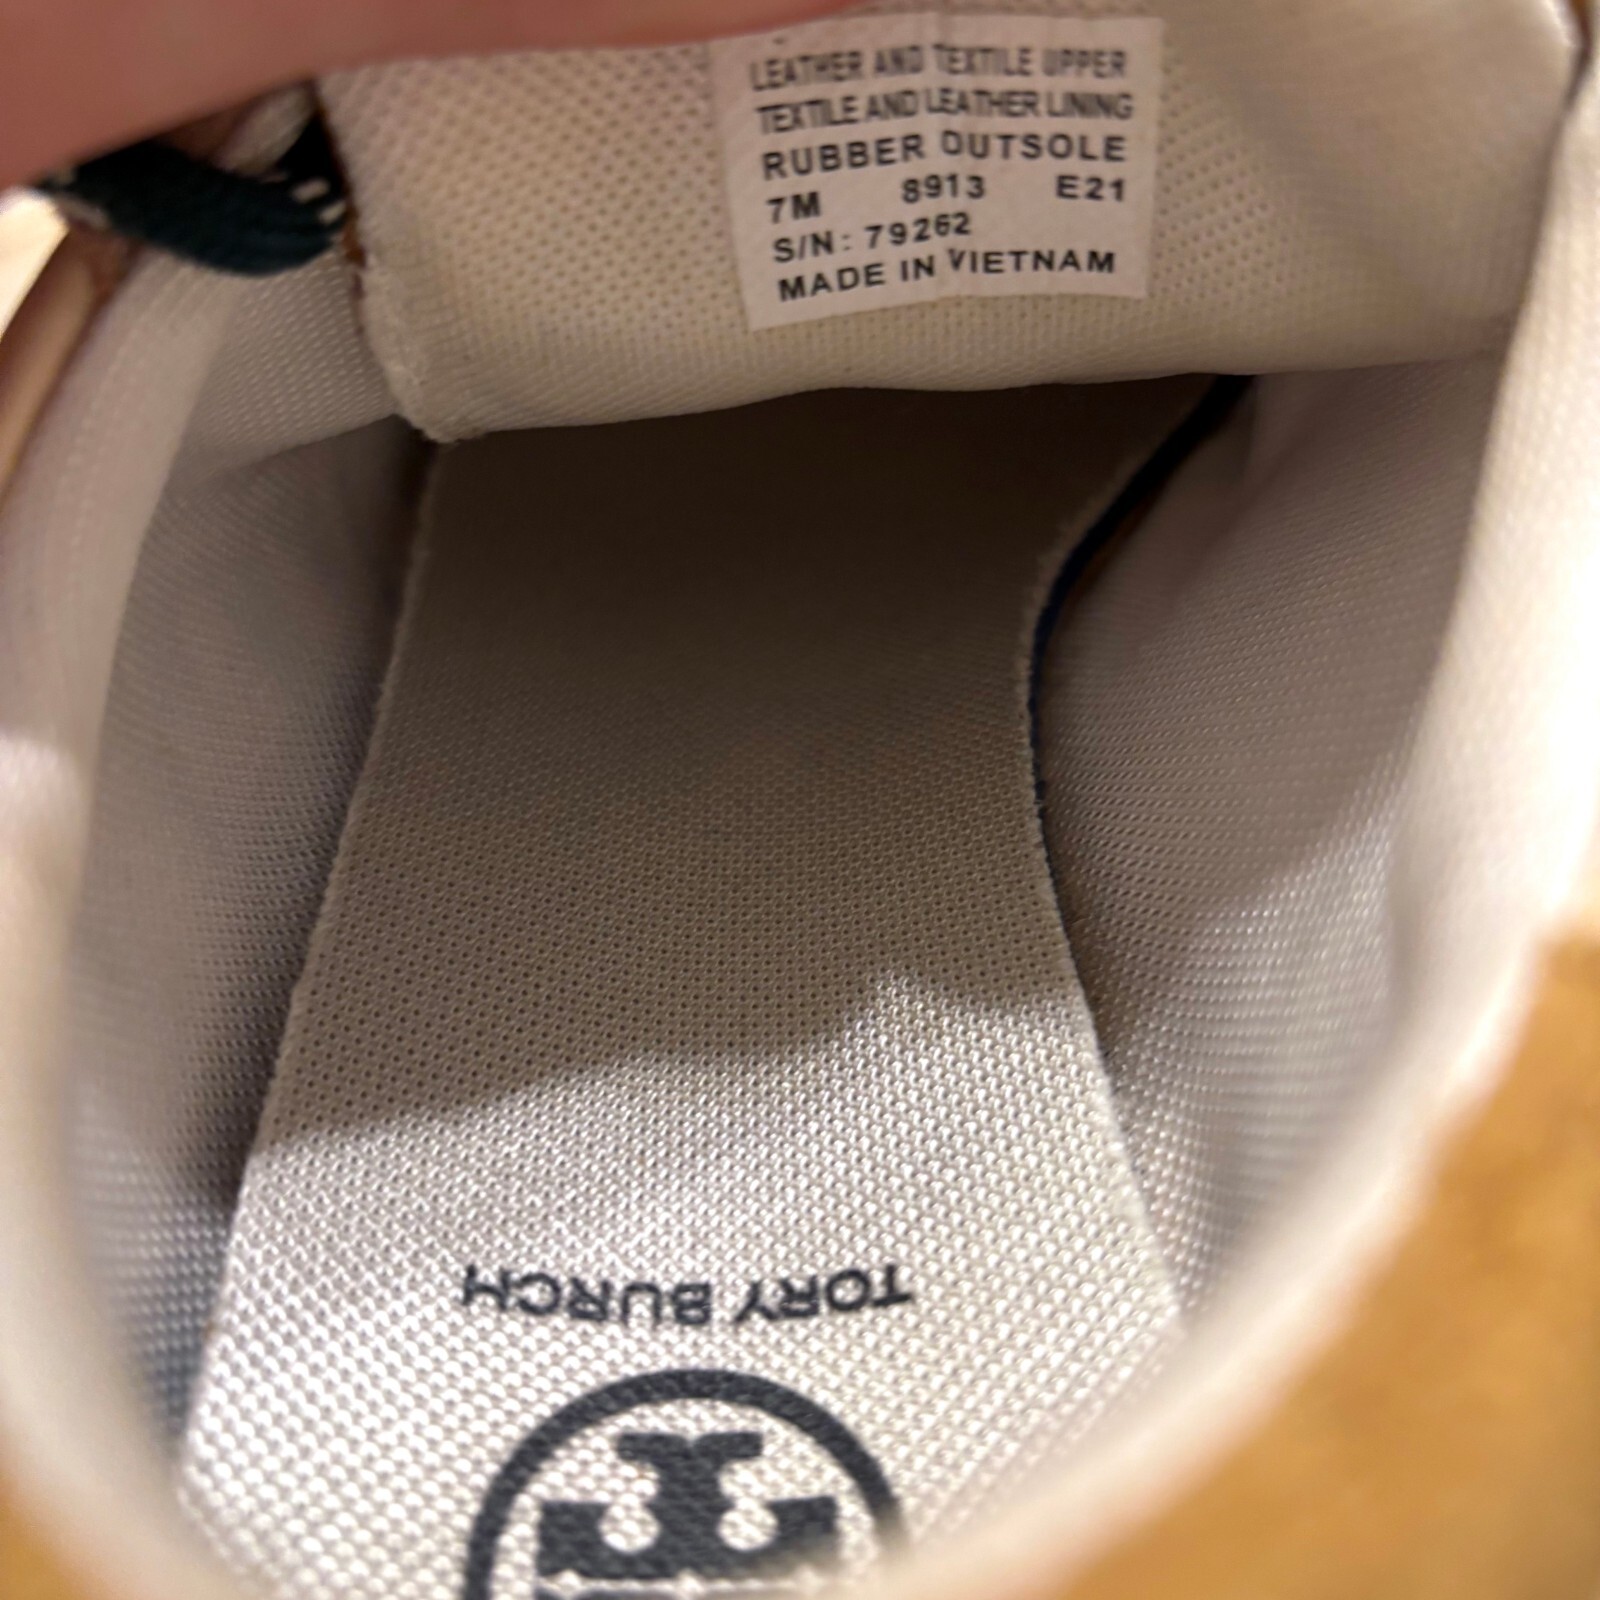 LEATHER AND TEXTILE UPPER
TEXTILE AND LEATHER LINING
RUBBER OUTSOLE
7M 8913 E21
S/N: 79262
MADE IN VIETNAM
TORY BURCH